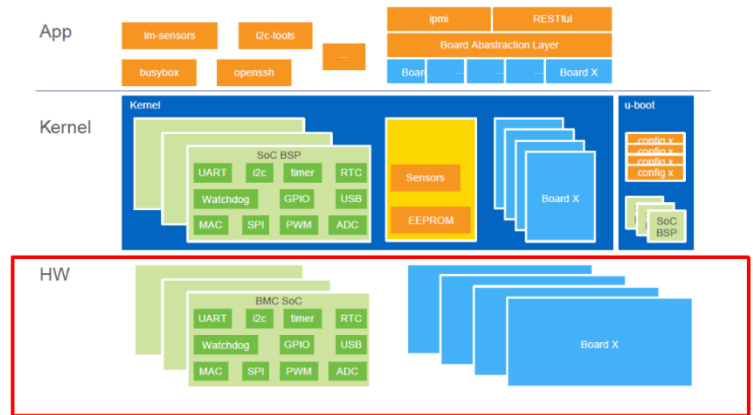 App
ipmi
RESTful
lm-sensors
i2c-tools
Board Abastraction Layer
...
busybox
openssh
Boar
...
...
...
Board X
Kernel
Kernel
u-boot
SoC BSP
UART
i2c
timer
RTC
Watchdog
GPIO
USB
MAC
SPI
PWM
ADC
Sensors
EEPROM
Board X
config x
config x
config x
config x
SoC
BSP
HW
BMC SoC
UART
i2c
timer
RTC
Watchdog
GPIO
USB
MAC
SPI
PWM
ADC
Board X